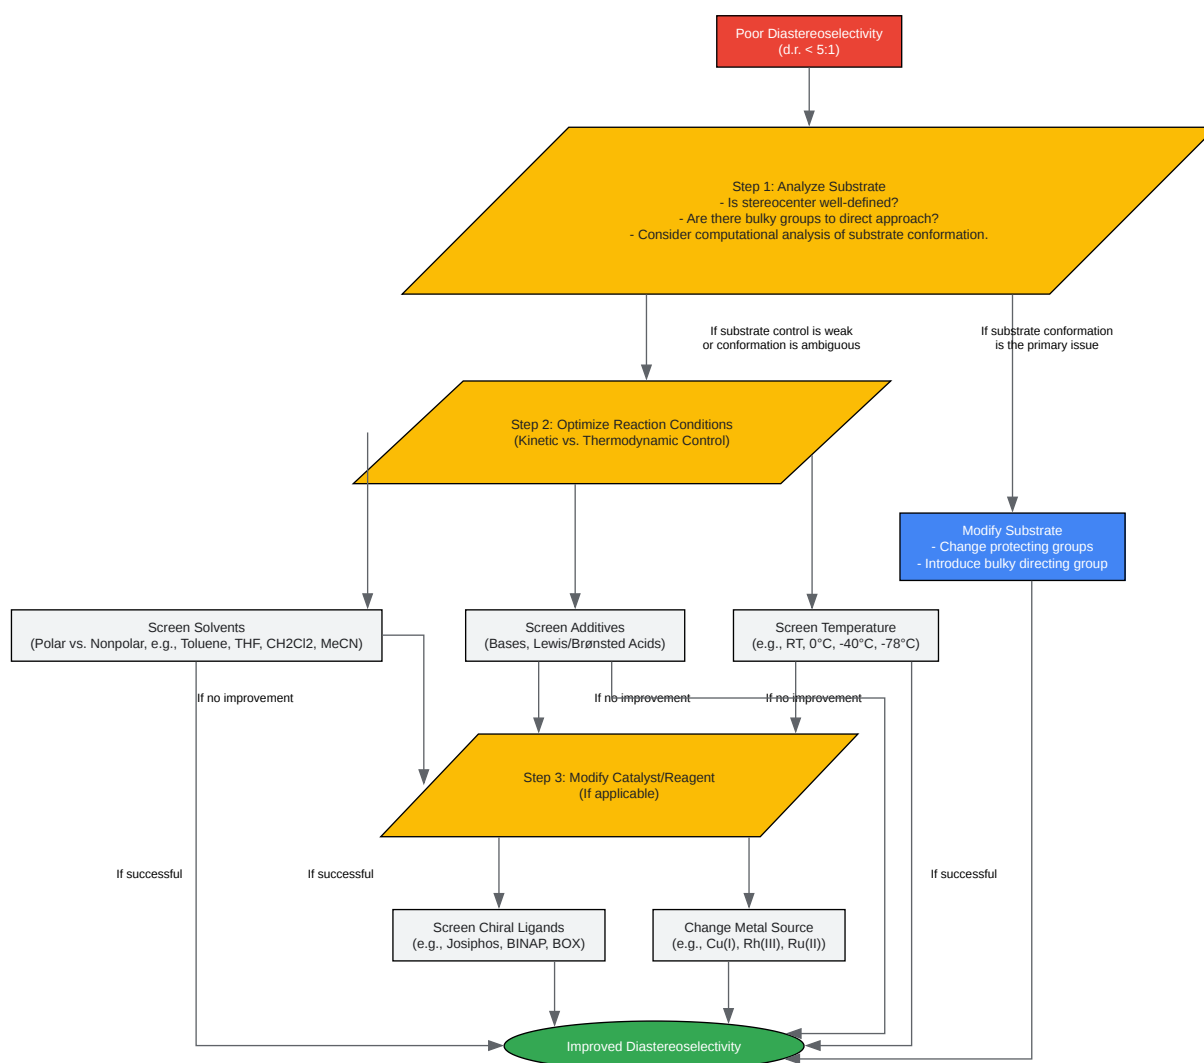 Poor Diastereoselectivity
(d.r. < 5:1)
Step 1: Analyze Substrate
- Is stereocenter well-defined?
- Are there bulky groups to direct approach?
- Consider computational analysis of substrate conformation.
If substrate control is weak
or conformation is ambiguous
If substrate conformation
is the primary issue
Step 2: Optimize Reaction Conditions
(Kinetic vs. Thermodynamic Control)
Modify Substrate
- Change protecting groups
- Introduce bulky directing group
Screen Solvents
(Polar vs. Nonpolar, e.g., Toluene, THF, CH2Cl2, MeCN)
Screen Additives
(Bases, Lewis/Brønsted Acids)
Screen Temperature
(e.g., RT, 0°C, -40°C, -78°C)
If no improvement
If no improvement
If no improvement
Step 3: Modify Catalyst/Reagent
(If applicable)
If successful
If successful
If successful
Screen Chiral Ligands
(e.g., Josiphos, BINAP, BOX)
Change Metal Source
(e.g., Cu(I), Rh(III), Ru(II))
Improved Diastereoselectivity